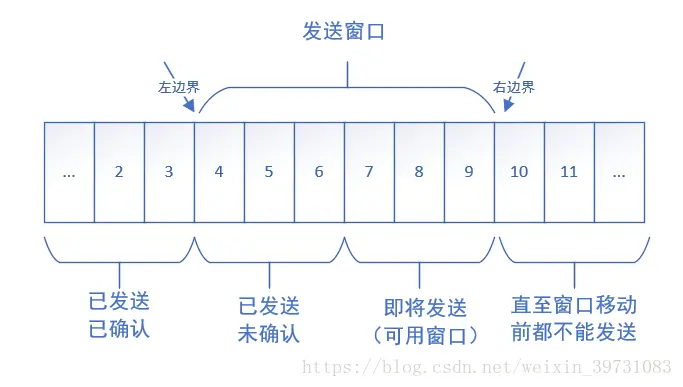 发送窗口
左边界
右边界
... 2 3 4 5 6 7 8 9 10 11 ...
已发送
已确认
已发送
未确认
即将发送
（可用窗口）
直至窗口移动
前都不能发送
https://blog.csdn.net/weixin_39731083